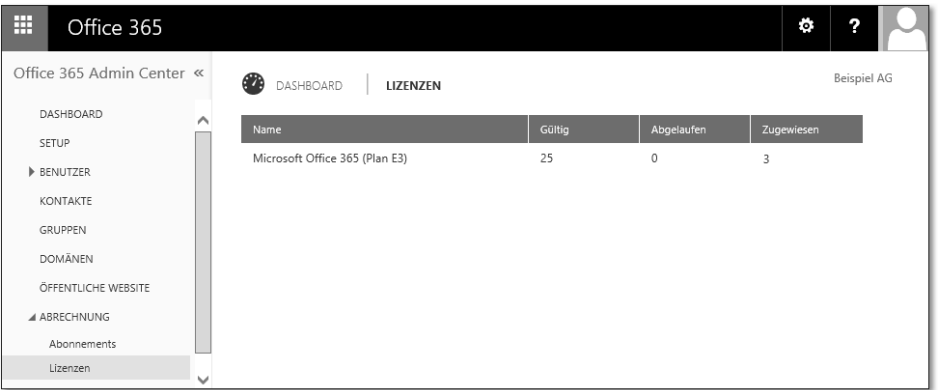 Office 365
?
Office 365 Admin Center «
DASHBOARD
SETUP
BENUTZER
KONTAKTE
GRUPPEN
DOMÄNEN
ÖFFENTLICHE WEBSITE
ABRECHNUNG
Abonnements
Lizenzen
DASHBOARD | LIZENZEN
Beispiel AG
Name Gültig Abgelaufen Zugewiesen
Microsoft Office 365 (Plan E3) 25 0 3